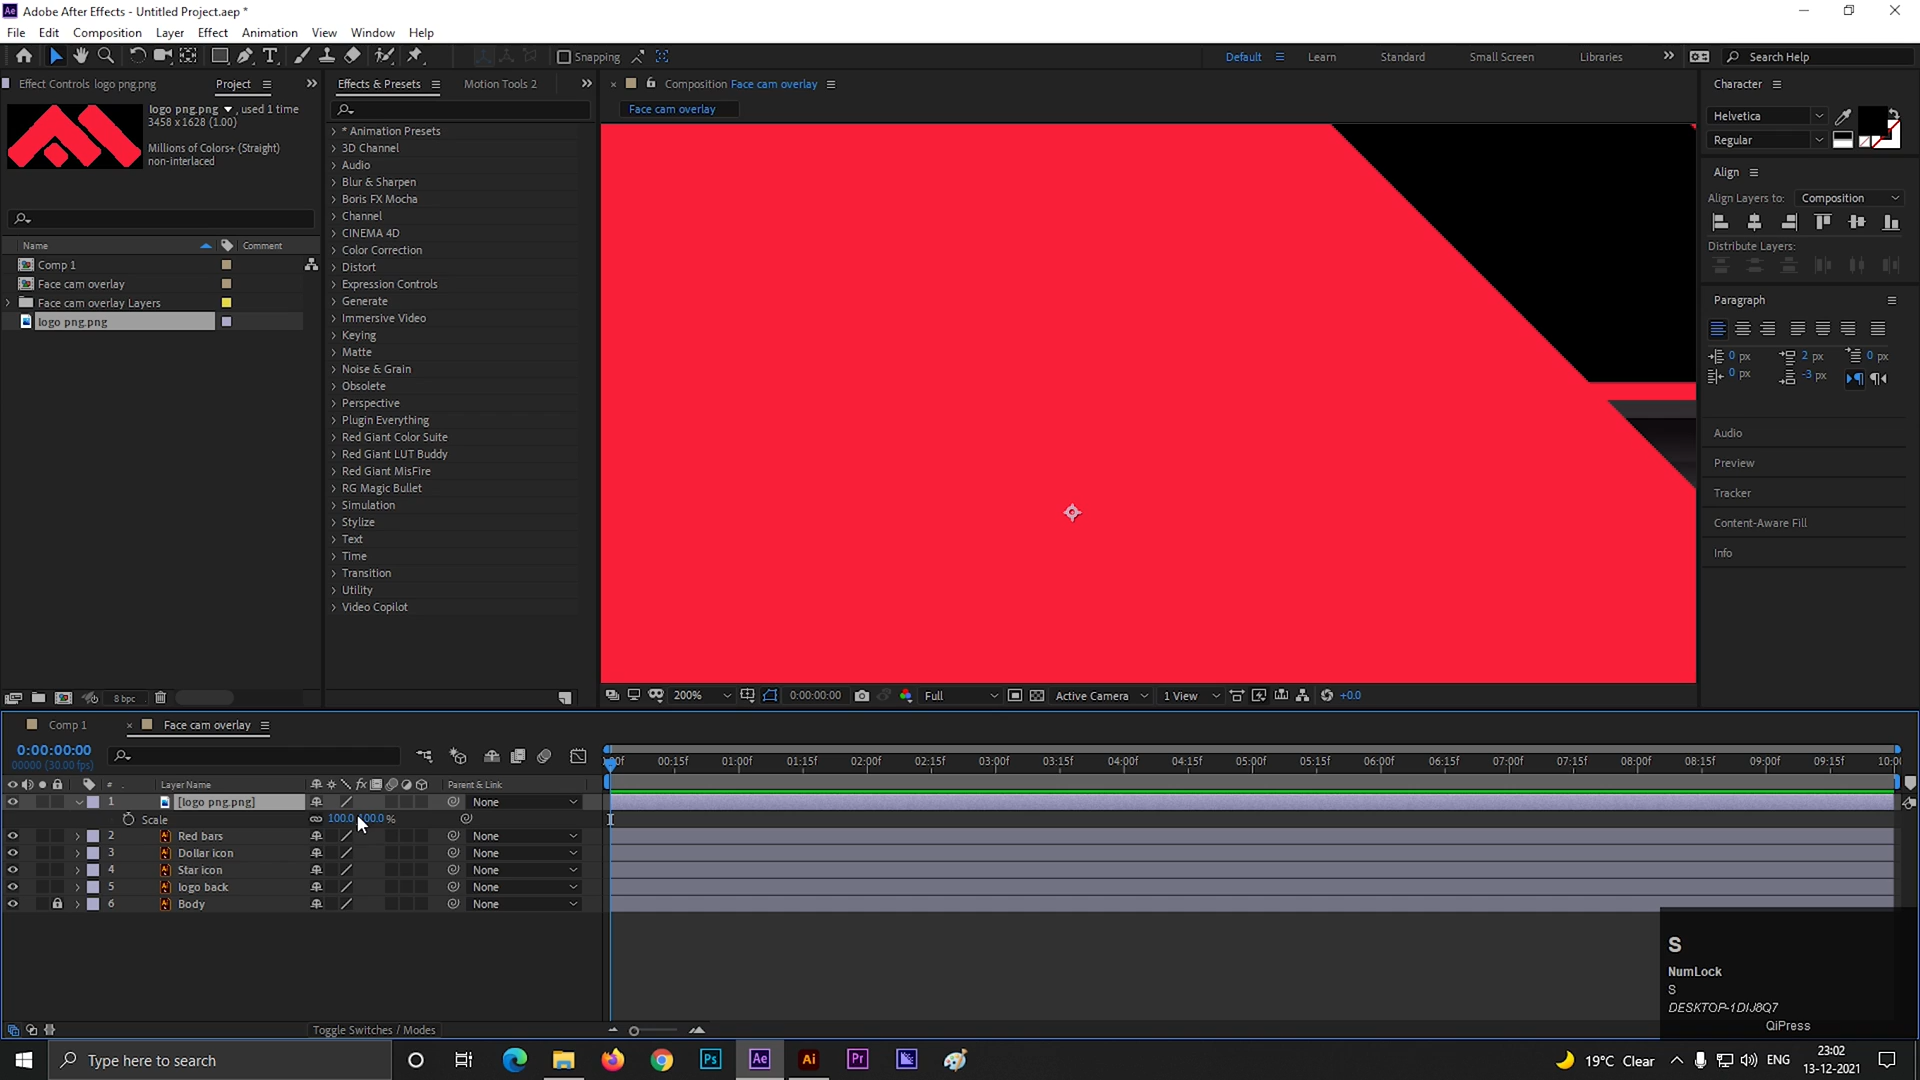 Adobe After Effects - Untitled Project.aep *
File Edit Composition Layer Effect Animation View Window Help
Snapping
Default Learn Standard Small Screen Libraries Search Help
Effect Controls logo png.png Project
logo png.png , used 1 time
3458 x 1628 (1.00)
Millions of Colors+ (Straight)
non-interlaced
Name Comment
Comp 1
Face cam overlay
Face cam overlay Layers
logo png.png
8 bpc
Effects & Presets Motion Tools 2
* Animation Presets
3D Channel
Audio
Blur & Sharpen
Boris FX Mocha
Channel
CINEMA 4D
Color Correction
Distort
Expression Controls
Generate
Immersive Video
Keying
Matte
Noise & Grain
Obsolete
Perspective
Plugin Everything
Red Giant Color Suite
Red Giant LUT Buddy
Red Giant MisFire
RG Magic Bullet
Simulation
Stylize
Text
Time
Transition
Utility
Video Copilot
Composition Face cam overlay
Face cam overlay
200% 0:00:00:00 Full Active Camera 1 View +0.0
Character
Helvetica
Regular
Align
Align Layers to: Composition
Distribute Layers:
Paragraph
0 px 2 px 0 px
0 px -3 px
Audio
Preview
Tracker
Content-Aware Fill
Info
Comp 1 Face cam overlay
0:00:00:00
00000 (30.00 fps)
# . Layer Name Parent & Link
1 [logo png.png] None
Scale 100.0, 100.0 %
2 Red bars None
3 Dollar icon None
4 Star icon None
5 logo back None
6 Body None
00:15f 01:00f 01:15f 02:00f 02:15f 03:00f 03:15f 04:00f 04:15f 05:00f 05:15f 06:00f 06:15f 07:00f 07:15f 08:00f 08:15f 09:00f 09:15f 10:00
Toggle Switches / Modes
S
NumLock
S
DESKTOP-1DIJ8Q7
QiPress
Type here to search
Ps Ae Ai Pr
19°C Clear ENG
23:02
13-12-2021